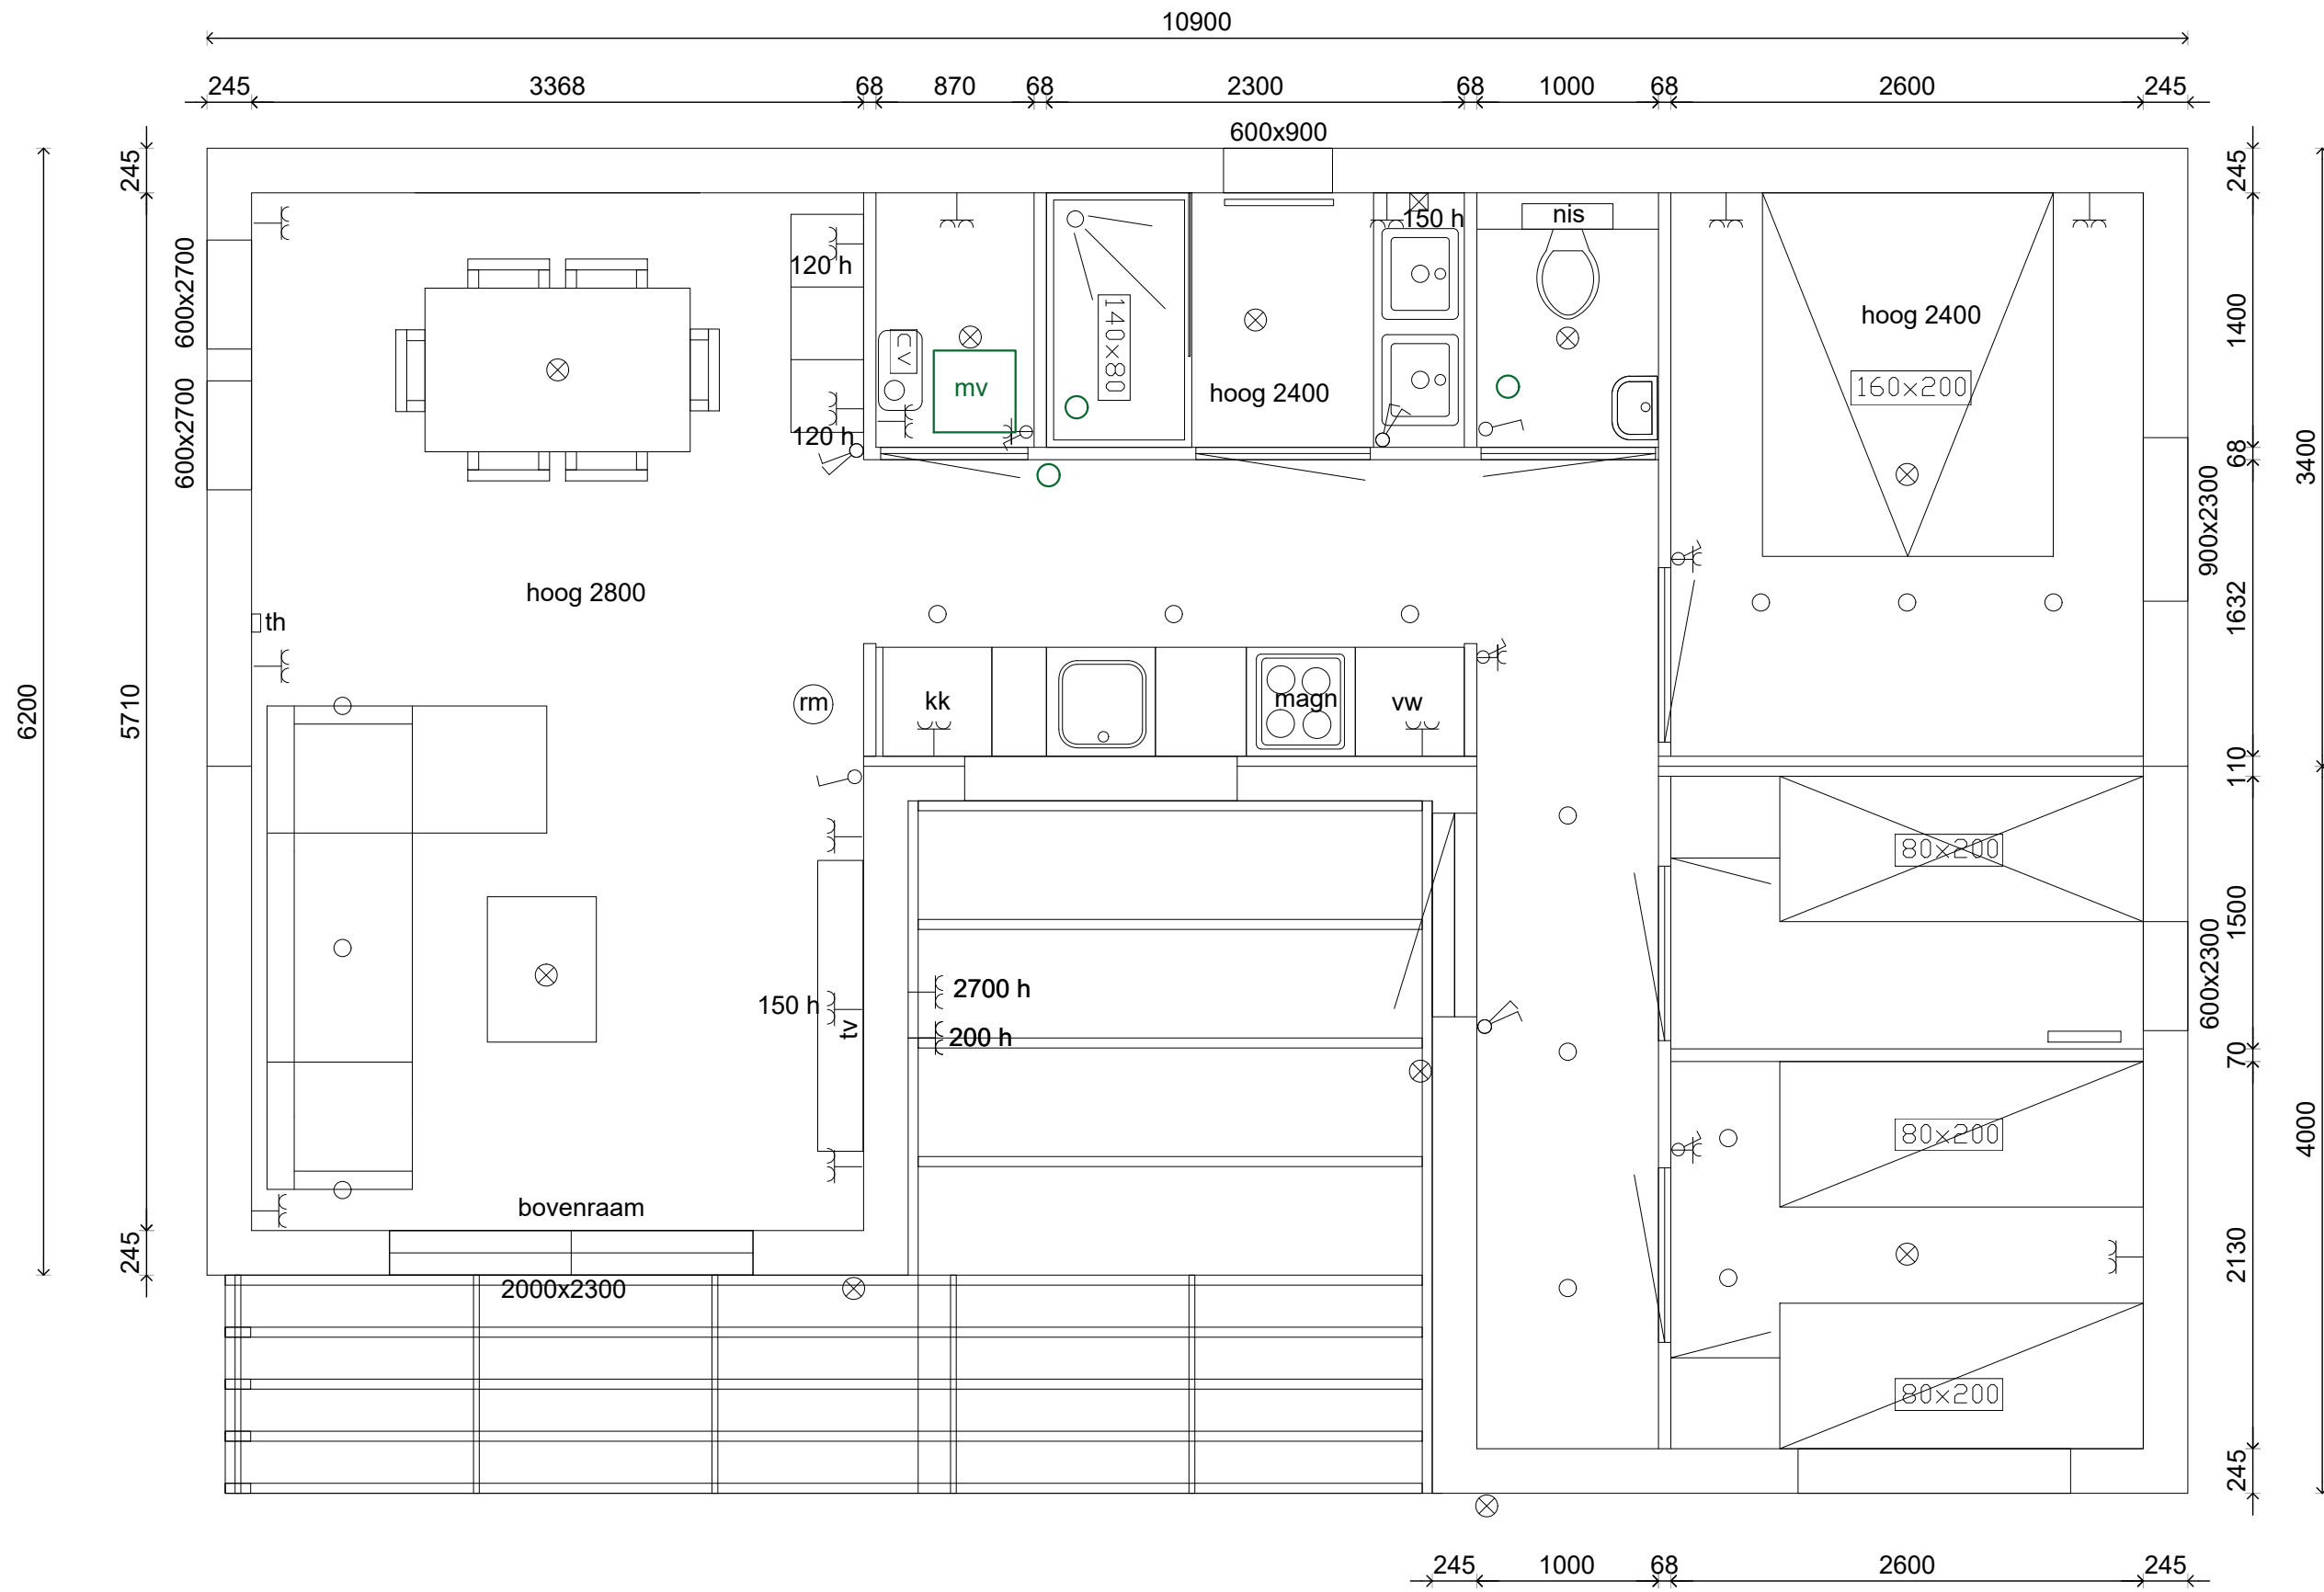 10900
245 3368 68 870 68 2300 68 1000 68 2600 245
600x900
245
245
600x2700
600x2700
5710
6200
245
120 h
120 h
cv
mv
140x80
hoog 2400
150 h
nis
hoog 2400
160x200
1400
68
3400
900x2300
1632
hoog 2800
th
rm
kk
magn
vw
110
80x200
1500
600x2300
70
150 h
tv
2700 h
200 h
80x200
4000
bovenraam
2000x2300
2130
80x200
245
245 1000 68 2600 245